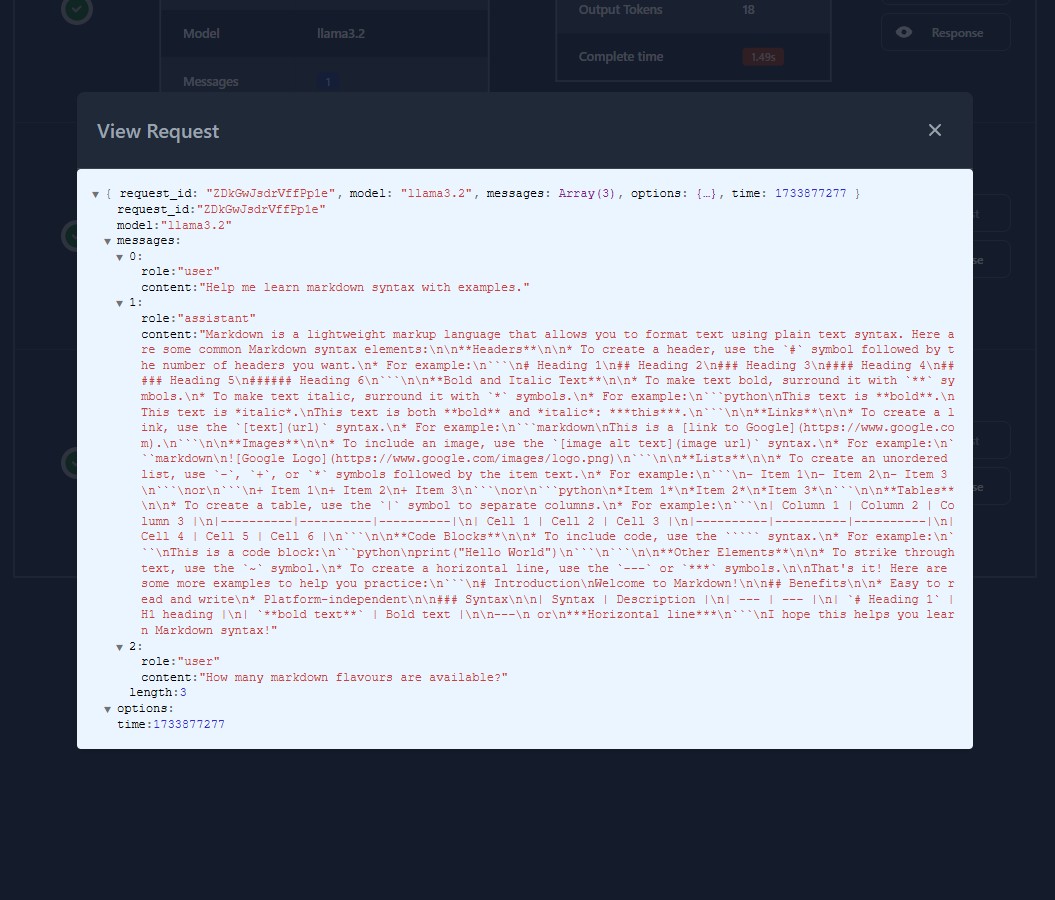 Output Tokens 18
Model llama3.2
Response
Complete time 1.49s
Messages 1
View Request
▼ { request_id: "ZDkGwJsdrVffPp1e", model: "llama3.2", messages: Array(3), options: {…}, time: 1733877277 }
request_id:"ZDkGwJsdrVffPp1e"
model:"llama3.2"
▼ messages:
▼ 0:
role:"user"
content:"Help me learn markdown syntax with examples."
▼ 1:
role:"assistant"
content:"Markdown is a lightweight markup language that allows you to format text using plain text syntax. Here a
re some common Markdown syntax elements:\n\n**Headers**\n\n* To create a header, use the `#` symbol followed by t
he number of headers you want.\n* For example:\n```\n# Heading 1\n## Heading 2\n### Heading 3\n#### Heading 4\n##
### Heading 5\n###### Heading 6\n```\n\n**Bold and Italic Text**\n\n* To make text bold, surround it with `**` sy
mbols.\n* To make text italic, surround it with `*` symbols.\n* For example:\n```python\nThis text is **bold**.\n
This text is *italic*.\nThis text is both **bold** and *italic*: ***this***.\n```\n\n**Links**\n\n* To create a l
ink, use the `[text](url)` syntax.\n* For example:\n```markdown\nThis is a [link to Google](https://www.google.co
m).\n```\n\n**Images**\n\n* To include an image, use the `[image alt text](image url)` syntax.\n* For example:\n`
``markdown\n![Google Logo](https://www.google.com/images/logo.png)\n```\n\n**Lists**\n\n* To create an unordered
list, use `-`, `+`, or `*` symbols followed by the item text.\n* For example:\n```\n- Item 1\n- Item 2\n- Item 3
\n```\nor\n```\n+ Item 1\n+ Item 2\n+ Item 3\n```\nor\n```python\n*Item 1*\n*Item 2*\n*Item 3*\n```\n\n**Tables**
\n\n* To create a table, use the `|` symbol to separate columns.\n* For example:\n```\n| Column 1 | Column 2 | Co
lumn 3 |\n|----------|----------|----------|\n| Cell 1 | Cell 2 | Cell 3 |\n|----------|----------|----------|\n|
Cell 4 | Cell 5 | Cell 6 |\n```\n\n**Code Blocks**\n\n* To include code, use the ````` syntax.\n* For example:\n`
``\nThis is a code block:\n```python\nprint("Hello World")\n```\n```\n\n**Other Elements**\n\n* To strike through
text, use the `~` symbol.\n* To create a horizontal line, use the `---` or `***` symbols.\n\nThat's it! Here are
some more examples to help you practice:\n```\n# Introduction\nWelcome to Markdown!\n\n## Benefits\n\n* Easy to r
ead and write\n* Platform-independent\n\n### Syntax\n\n| Syntax | Description |\n| --- | --- |\n| `# Heading 1` |
H1 heading |\n| `**bold text**` | Bold text |\n\n---\n or\n***Horizontal line***\n```\nI hope this helps you lear
n Markdown syntax!"
▼ 2:
role:"user"
content:"How many markdown flavours are available?"
length:3
▼ options:
time:1733877277